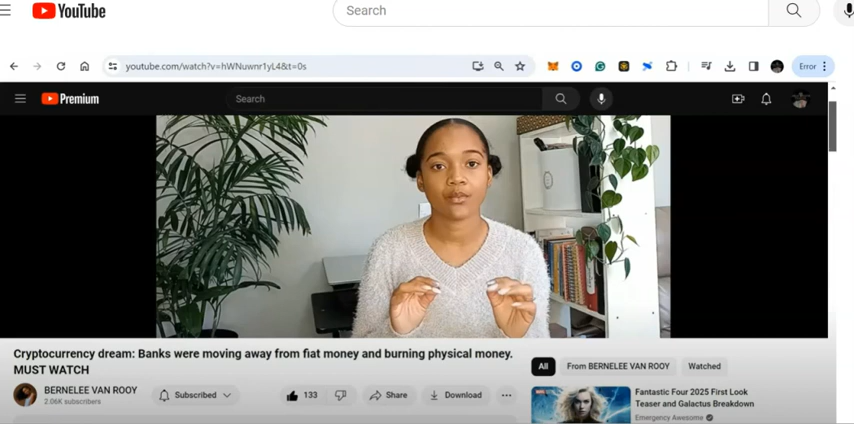 YouTube
Search
youtube.com/watch?v=hWNuwnr1yL4&t=0s
Error
Premium
Search
Cryptocurrency dream: Banks were moving away from fiat money and burning physical money.
MUST WATCH
BERNELEE VAN ROOY
2.06K subscribers
Subscribed
133
Share
Download
All
From BERNELEE VAN ROOY
Watched
Fantastic Four 2025 First Look
Teaser and Galactus Breakdown
Emergency Awesome